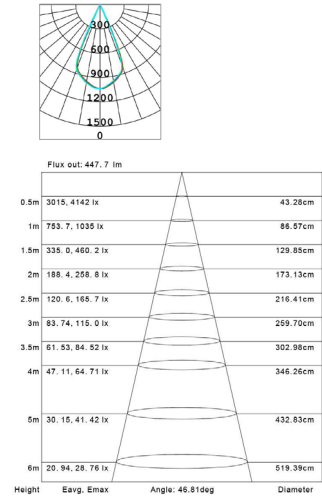 300
600
900
1200
1500
0
Flux out: 447. 7 lm
0.5m 3015, 4142 lx 43.28cm
1m 753. 7, 1035 lx 86.57cm
1.5m 335. 0, 460. 2 lx 129.85cm
2m 188. 4, 258. 8 lx 173.13cm
2.5m 120. 6, 165. 7 lx 216.41cm
3m 83. 74, 115. 0 lx 259.70cm
3.5m 61. 53, 84. 52 lx 302.98cm
4m 47. 11, 64. 71 lx 346.26cm
5m 30. 15, 41. 42 lx 432.83cm
6m 20. 94, 28. 76 lx 519.39cm
Height Eavg, Emax Angle: 46.81deg Diameter